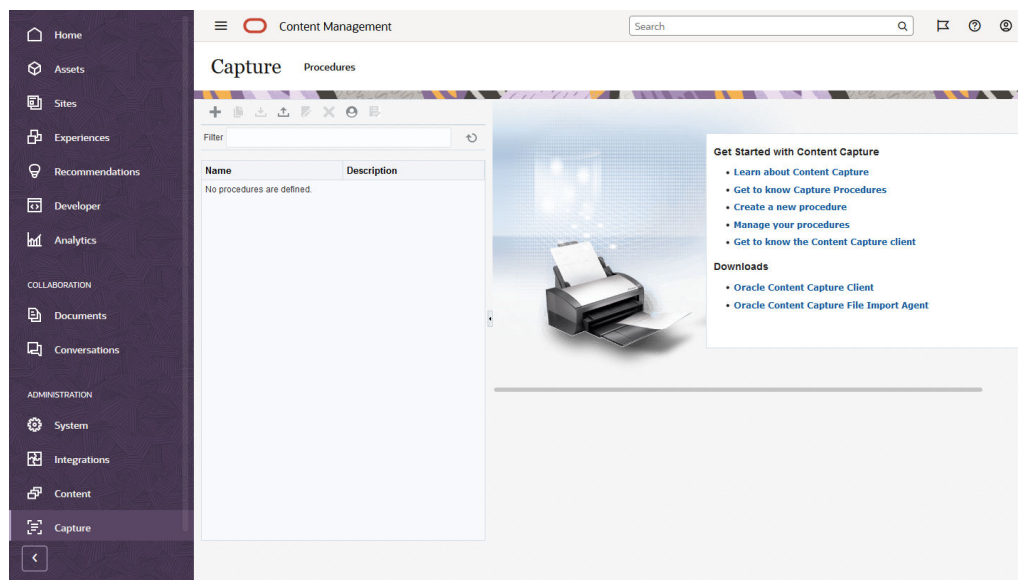 Home
Assets
Sites
Experiences
Recommendations
Developer
Analytics
COLLABORATION
Documents
Conversations
ADMINISTRATION
System
Integrations
Content
Capture
Content Management
Search
Capture Procedures
Filter
Name Description
No procedures are defined.
Get Started with Content Capture
• Learn about Content Capture
• Get to know Capture Procedures
• Create a new procedure
• Manage your procedures
• Get to know the Content Capture client
Downloads
• Oracle Content Capture Client
• Oracle Content Capture File Import Agent